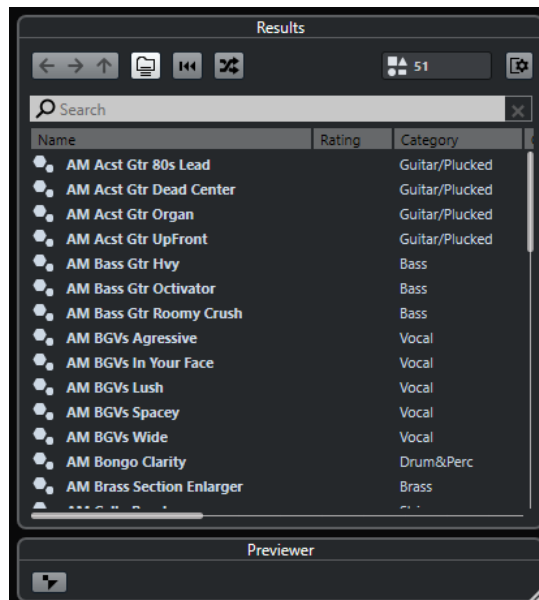 Results
51
Search
Name Rating Category
AM Acst Gtr 80s Lead Guitar/Plucked
AM Acst Gtr Dead Center Guitar/Plucked
AM Acst Gtr Organ Guitar/Plucked
AM Acst Gtr UpFront Guitar/Plucked
AM Bass Gtr Hvy Bass
AM Bass Gtr Octivator Bass
AM Bass Gtr Roomy Crush Bass
AM BGVs Agressive Vocal
AM BGVs In Your Face Vocal
AM BGVs Lush Vocal
AM BGVs Spacey Vocal
AM BGVs Wide Vocal
AM Bongo Clarity Drum&Perc
AM Brass Section Enlarger Brass
Previewer